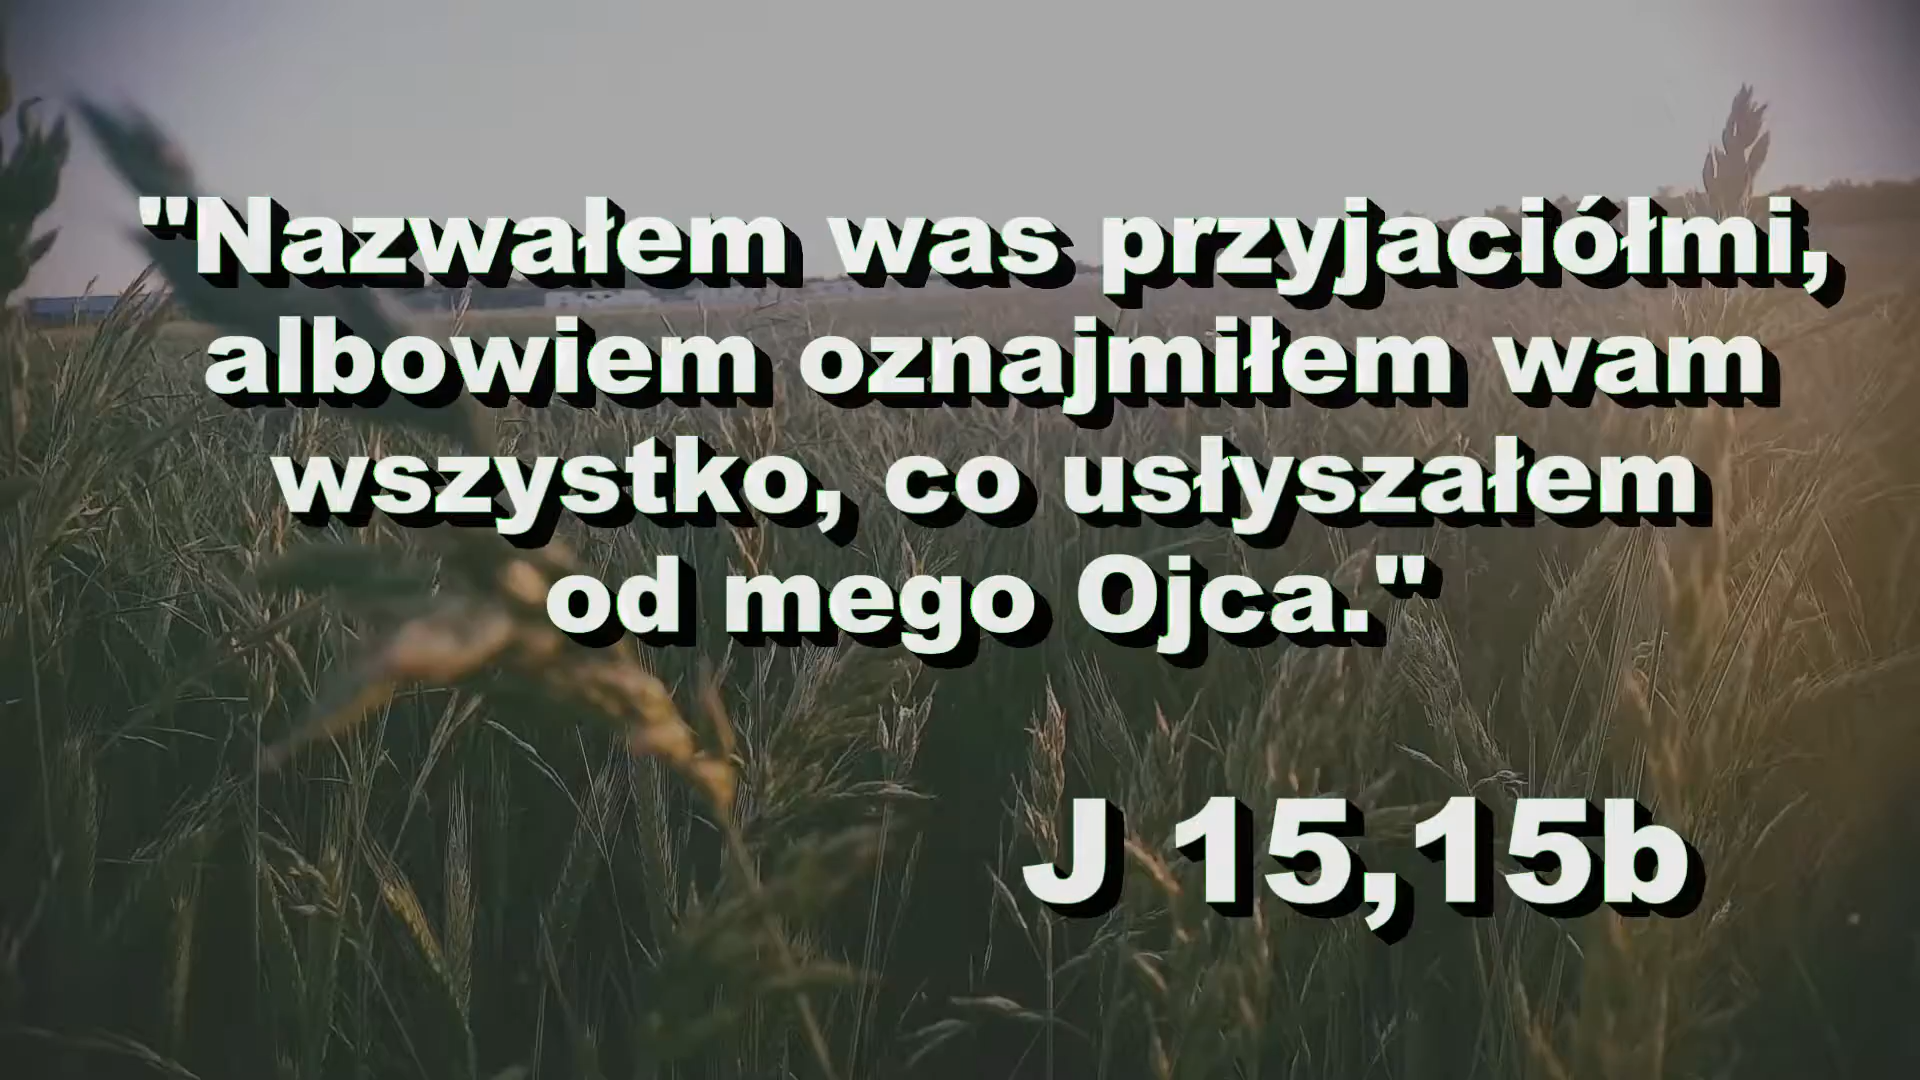 "Nazwałem was przyjaciółmi,
albowiem oznajmiłem wam
wszystko, co usłyszałem
od mego Ojca."
J 15,15b